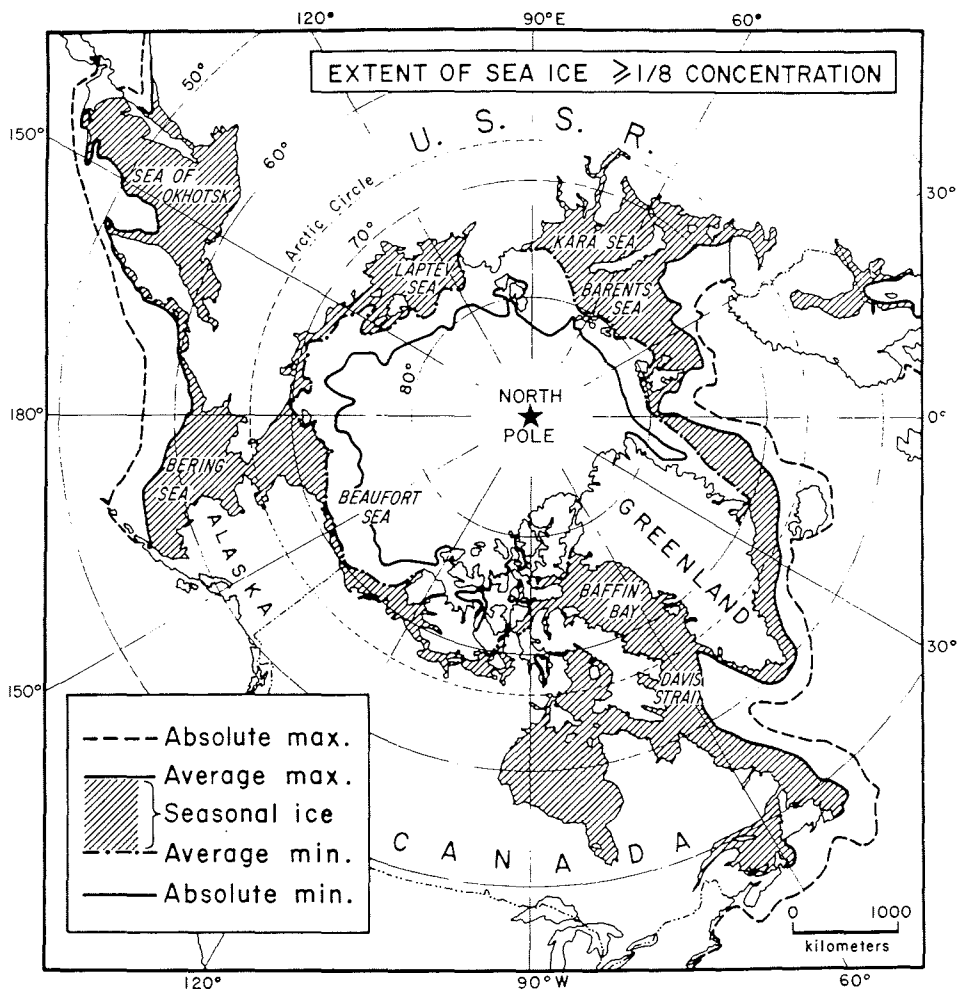 120°
90°E
60°
EXTENT OF SEA ICE ≥1/8 CONCENTRATION
50°
150°
60°
U. S. S. R.
SEA OF
OKHOTSK
Arctic Circle
70°
30°
KARA SEA
LAPTEV
SEA
BARENTS
SEA
80°
NORTH
POLE
180°
0°
BERING
SEA
BEAUFORT
SEA
ALASKA
GREENLAND
BAFFIN
BAY
DAVIS
STRAIT
30°
150°
Absolute max.
Average max.
Seasonal ice
Average min.
Absolute min.
CANADA
0 1000
kilometers
120°
90°W
60°